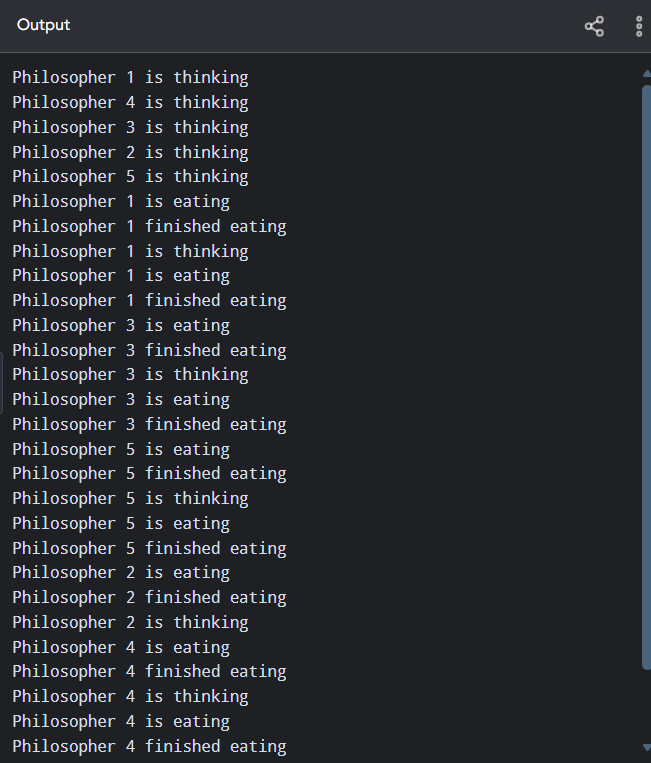 Output
Philosopher 1 is thinking
Philosopher 4 is thinking
Philosopher 3 is thinking
Philosopher 2 is thinking
Philosopher 5 is thinking
Philosopher 1 is eating
Philosopher 1 finished eating
Philosopher 1 is thinking
Philosopher 1 is eating
Philosopher 1 finished eating
Philosopher 3 is eating
Philosopher 3 finished eating
Philosopher 3 is thinking
Philosopher 3 is eating
Philosopher 3 finished eating
Philosopher 5 is eating
Philosopher 5 finished eating
Philosopher 5 is thinking
Philosopher 5 is eating
Philosopher 5 finished eating
Philosopher 2 is eating
Philosopher 2 finished eating
Philosopher 2 is thinking
Philosopher 4 is eating
Philosopher 4 finished eating
Philosopher 4 is thinking
Philosopher 4 is eating
Philosopher 4 finished eating